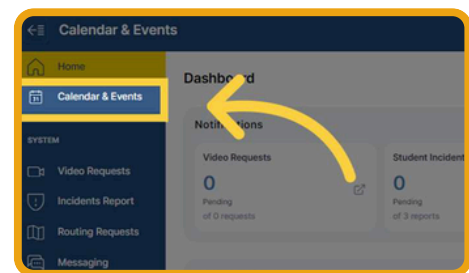 Calendar & Events
Home
Calendar & Events
SYSTEM
Video Requests
Incidents Report
Routing Requests
Messaging
Dashboard
Notifications
Video Requests
0
Pending
of 0 requests
Student Incident
0
Pending
of 3 reports